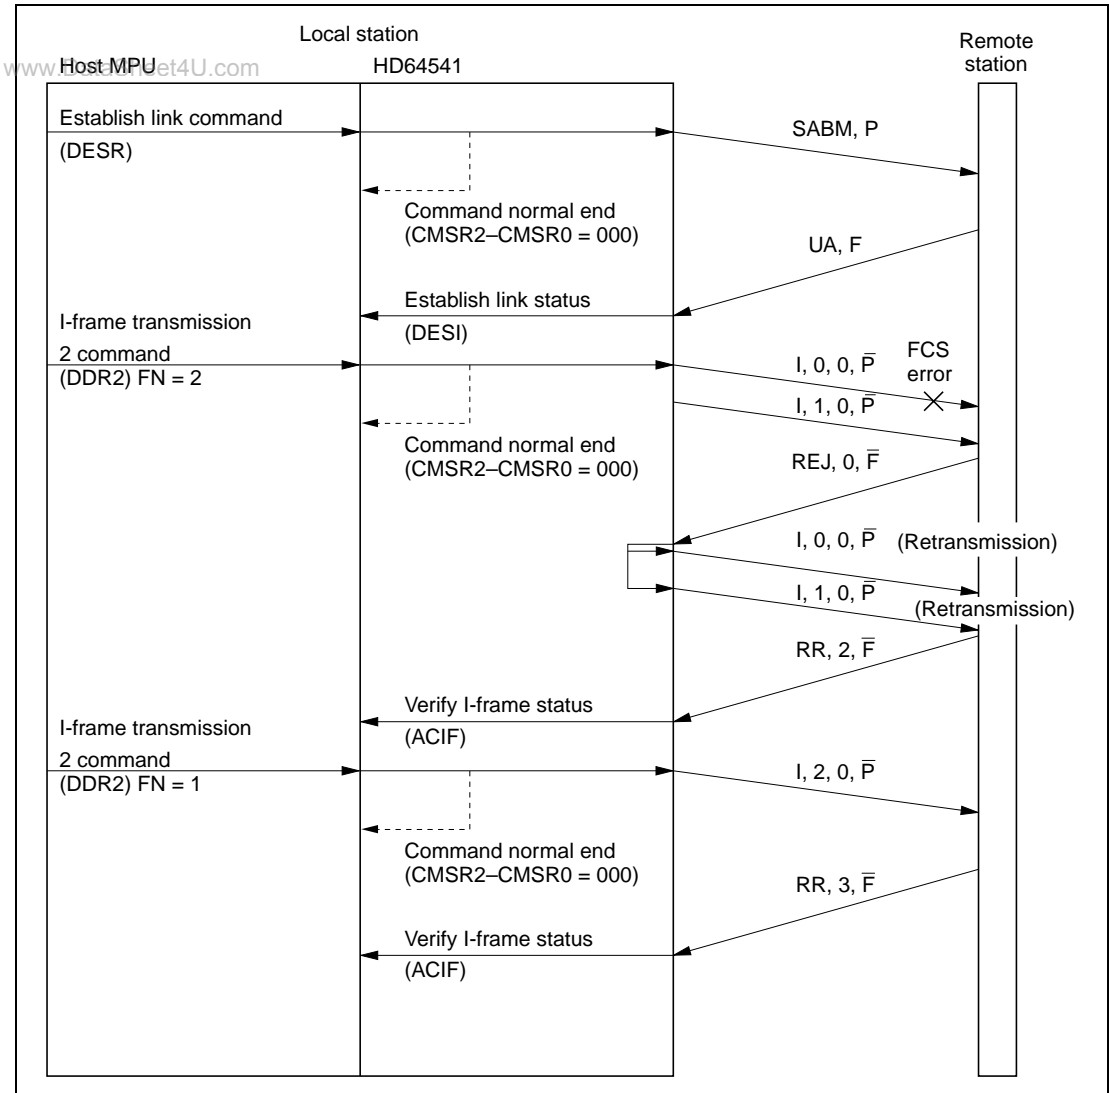 Local station
Remote
station
www.DataSheet4U.com
Host MPU
HD64541
Establish link command
(DESR)
SABM, P
Command normal end
(CMSR2–CMSR0 = 000)
UA, F
Establish link status
(DESI)
I-frame transmission
2 command
(DDR2) FN = 2
I, 0, 0, P̅
FCS
error
I, 1, 0, P̅
Command normal end
(CMSR2–CMSR0 = 000)
REJ, 0, F̅
I, 0, 0, P̅ (Retransmission)
I, 1, 0, P̅
(Retransmission)
RR, 2, F̅
Verify I-frame status
(ACIF)
I-frame transmission
2 command
(DDR2) FN = 1
I, 2, 0, P̅
Command normal end
(CMSR2–CMSR0 = 000)
RR, 3, F̅
Verify I-frame status
(ACIF)